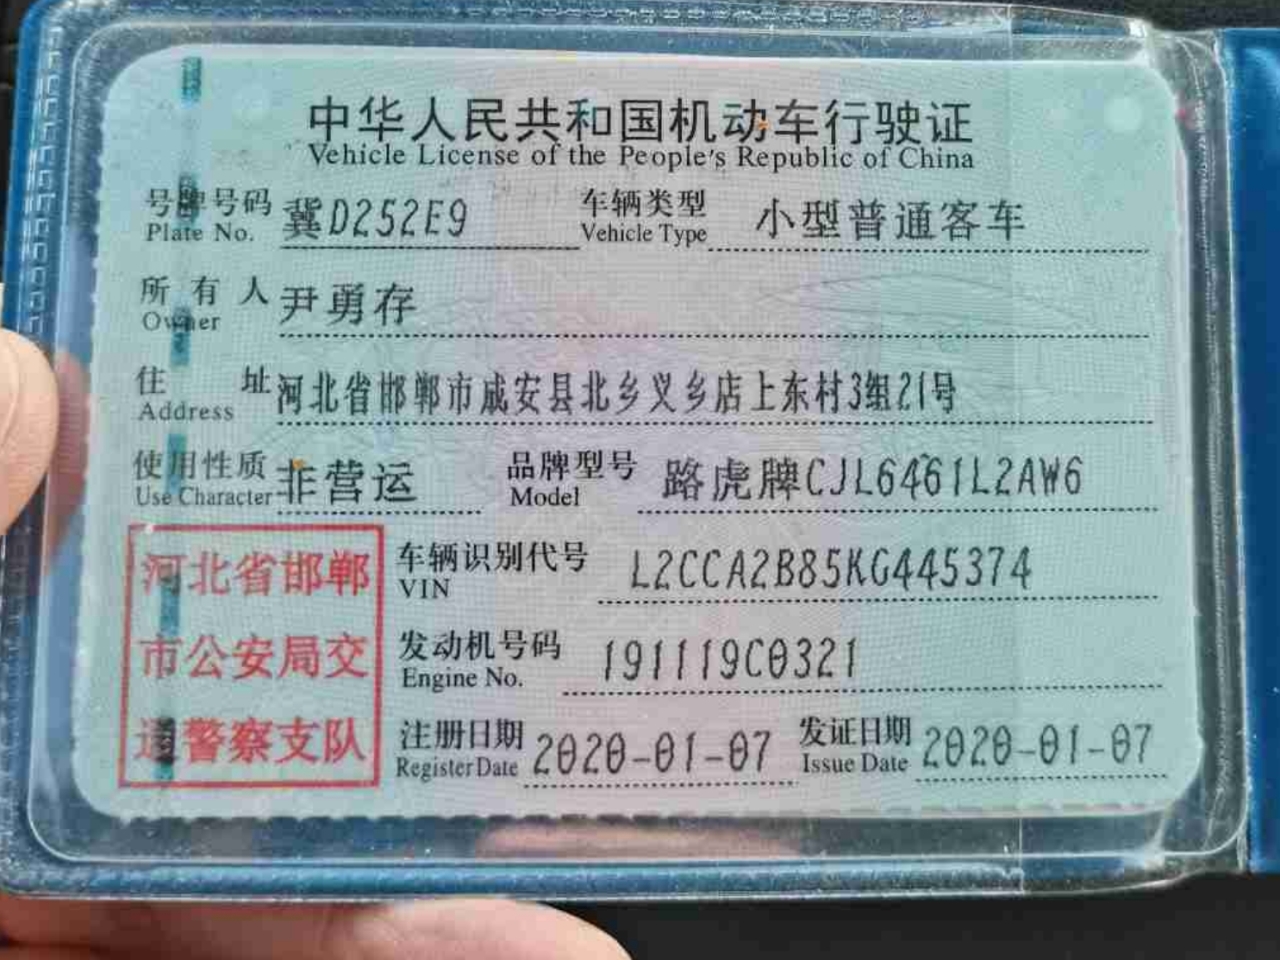 中华人民共和国机动车行驶证
Vehicle License of the People's Republic of China
号牌号码 冀D252E9 车辆类型 小型普通客车
Plate No. Vehicle Type
所有人 尹勇存
Owner
住址 河北省邯郸市成安县北乡义乡店上东村3组21号
Address
使用性质 非营运 品牌型号 路虎牌CJL6461L2AW6
Use Character Model
河北省邯郸
市公安局交
通警察支队
车辆识别代号 L2CCA2B85KG445374
VIN
发动机号码 191119C0321
Engine No.
注册日期 2020-01-07 发证日期 2020-01-07
Register Date Issue Date